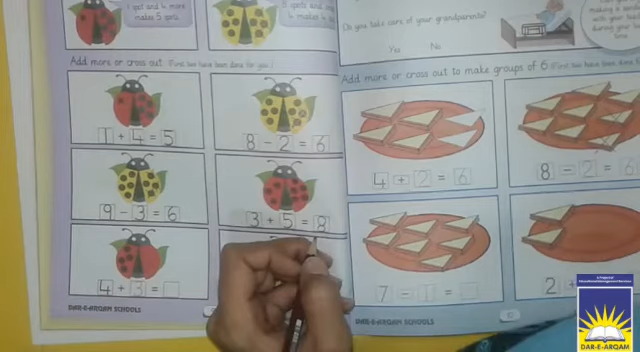 1 spot and 4 more
makes 5 spots.
Add more or cross out. (First two have been done for you.)
1 + 4 = 5
8 - 2 = 6
9 - 3 = 6
3 + 5 = 8
4 + 3 =
DAR-E-ARQAM SCHOOLS
Do you take care of your grandparents?
Yes No
Add more or cross out to make groups of 6 (First two have been done
4 + 2 = 6
8 - 2 = 6
7 - 1 =
2 +
DAR-E-ARQAM SCHOOLS
DAR-E-ARQAM